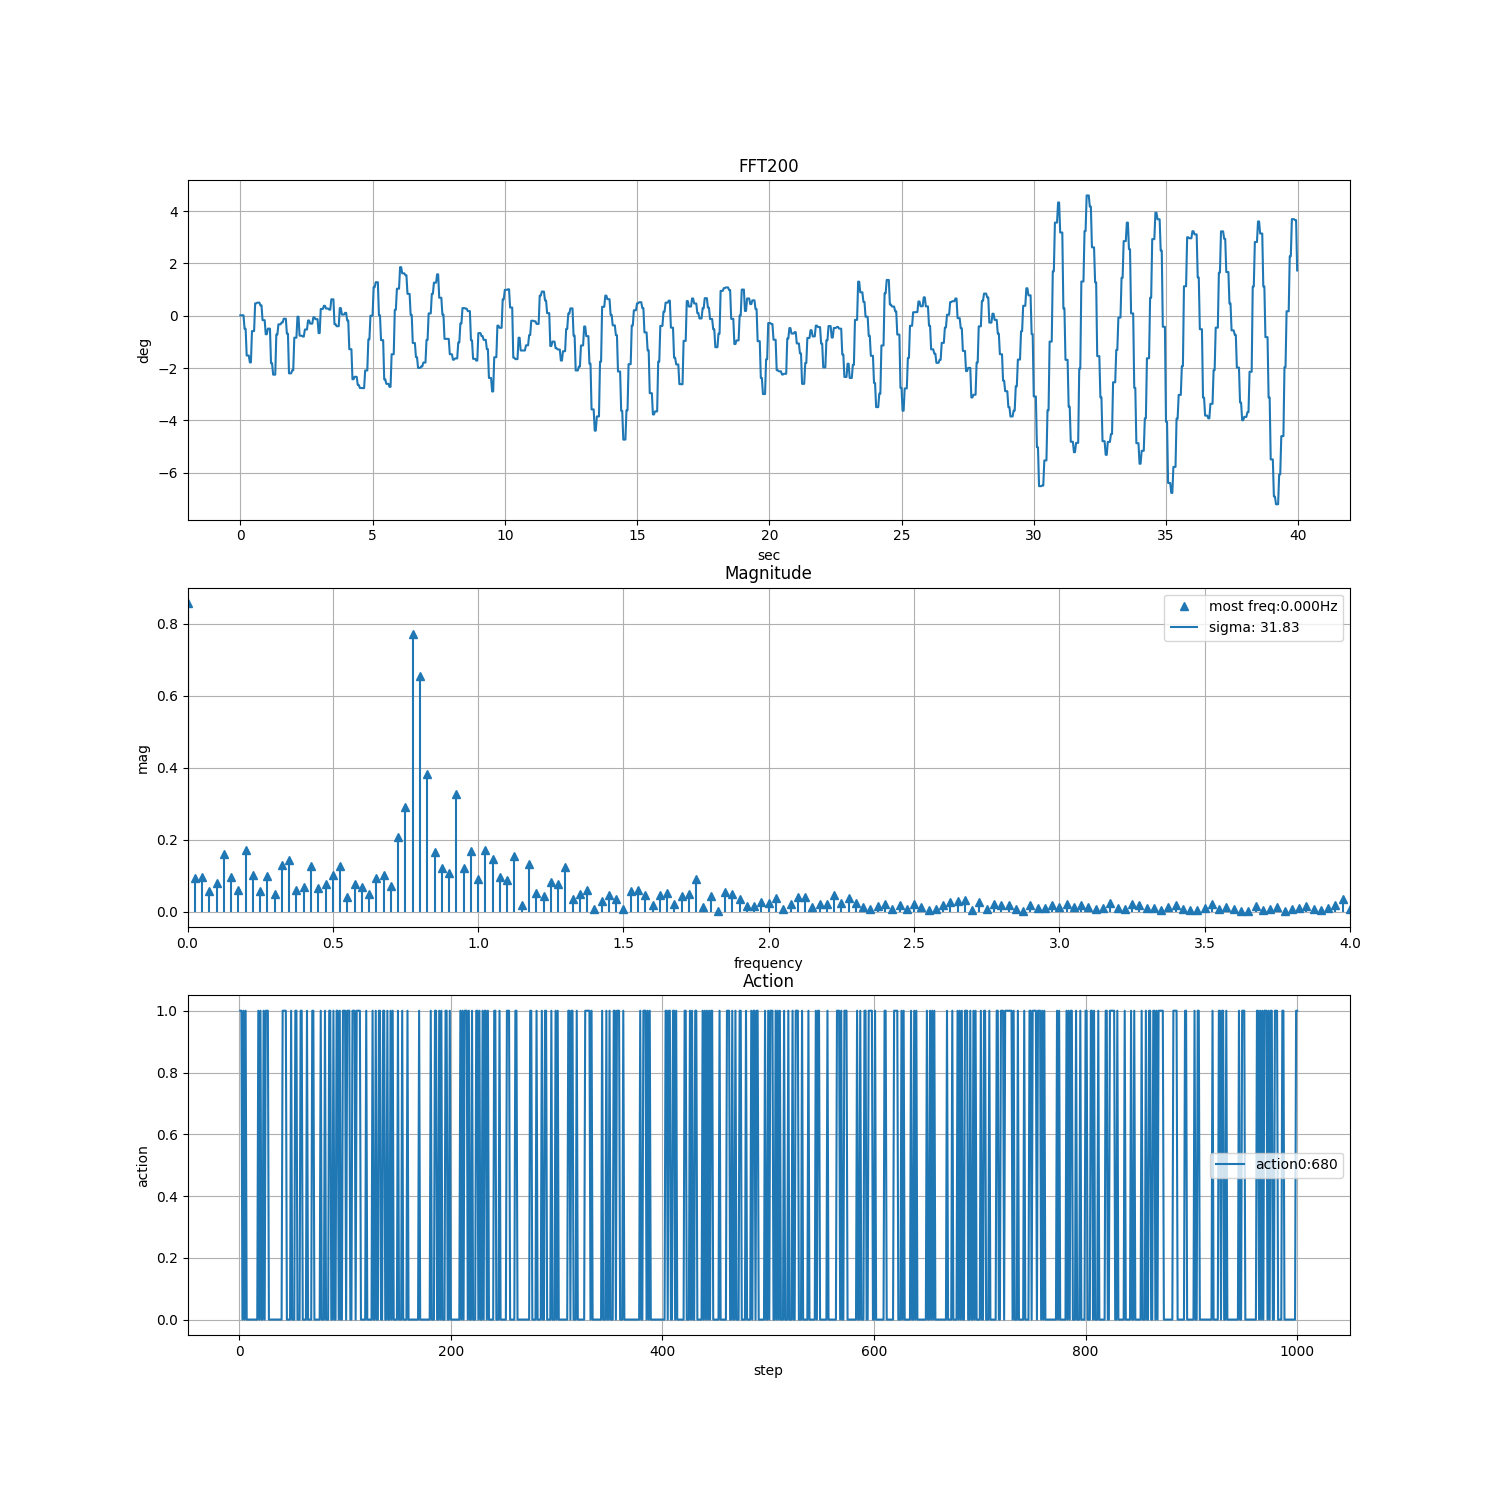 FFT200
4
2
0
−2
−4
−6
deg
0 5 10 15 20 25 30 35 40
sec
Magnitude
most freq:0.000Hz
sigma: 31.83
0.8
0.6
0.4
0.2
0.0
mag
0.0 0.5 1.0 1.5 2.0 2.5 3.0 3.5 4.0
frequency
Action
1.0
0.8
0.6
0.4
0.2
0.0
action
action0:680
0 200 400 600 800 1000
step